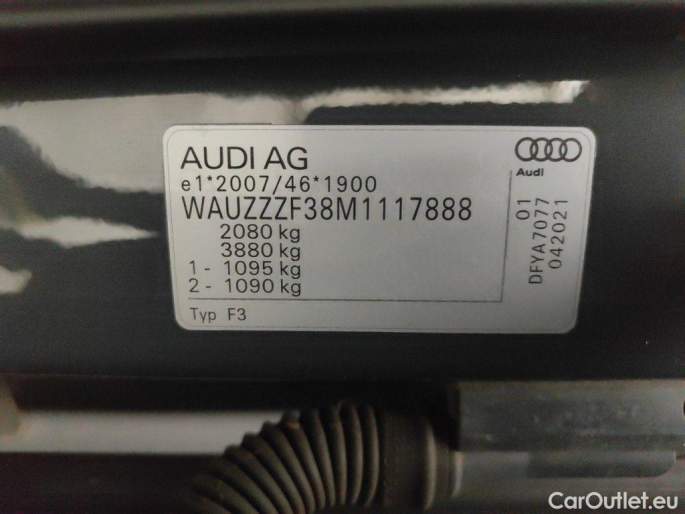 AUDI AG
Audi
e1*2007/46*1900
WAUZZZF38M1117888
2080 kg
3880 kg
1 - 1095 kg
2 - 1090 kg
Typ F3
01
DFYA7077
042021
CarOutlet.eu